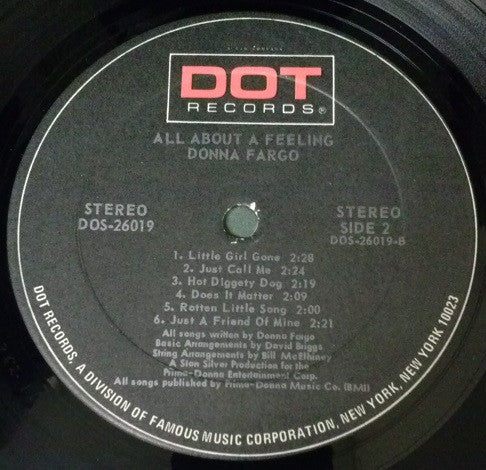 DOT
RECORDS®
ALL ABOUT A FEELING
DONNA FARGO
STEREO
DOS-26019
STEREO
SIDE 2
DOS-26019-B
1. Little Girl Gone 2:28
2. Just Call Me 2:24
3. Hot Diggety Dog 2:19
4. Does It Matter 2:09
5. Rotten Little Song 2:00
6. Just A Friend Of Mine 2:21
All songs written by Donna Fargo
Basic Arrangements by David Briggs
String Arrangements by Bill McElhiney
A Stan Silver Production for the
Prima-Donna Entertainment Corp.
All songs published by Prima-Donna Music Co. (BMI)
DOT RECORDS, A DIVISION OF FAMOUS MUSIC CORPORATION, NEW YORK, NEW YORK 10023